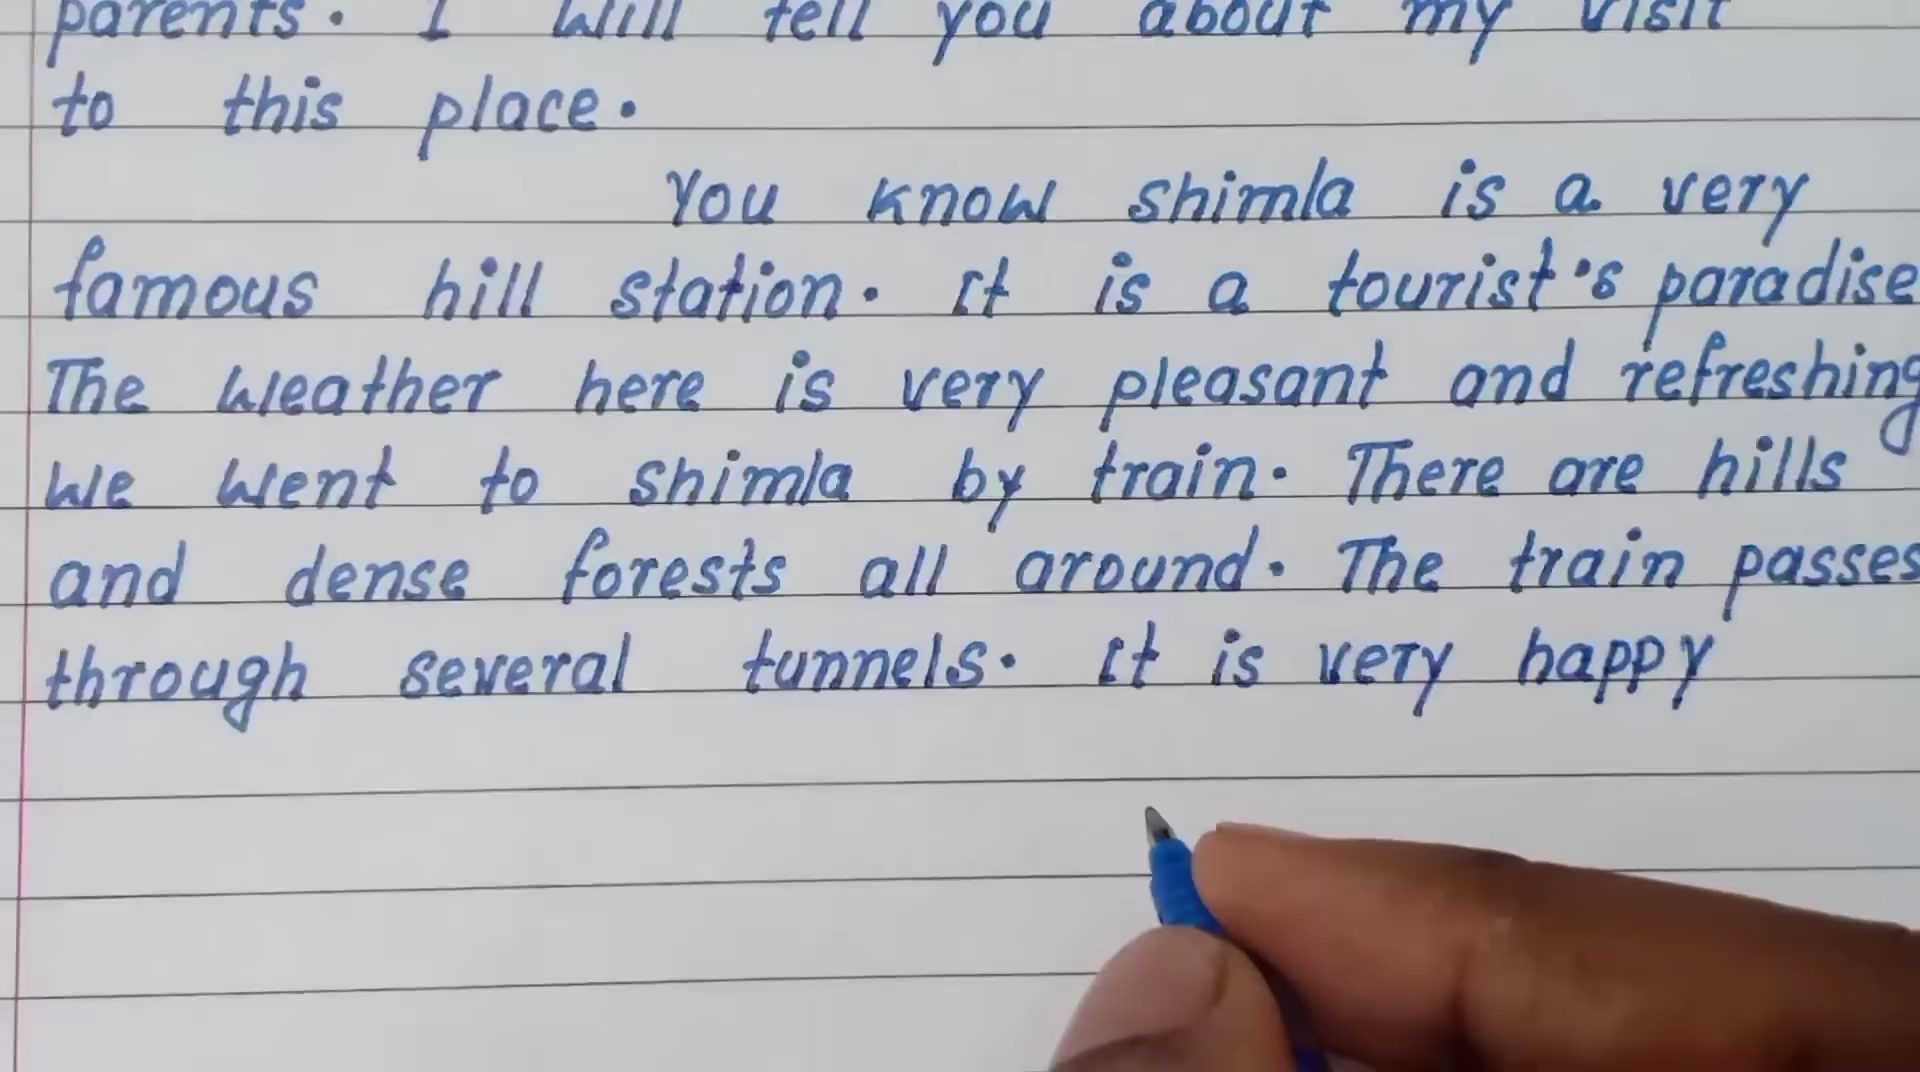 parents. I will tell you about my visit
to this place.
You know shimla is a very
famous hill station. It is a tourist's paradise
The weather here is very pleasant and refreshing
we went to shimla by train. There are hills
and dense forests all around. The train passes
through several tunnels. It is very happy